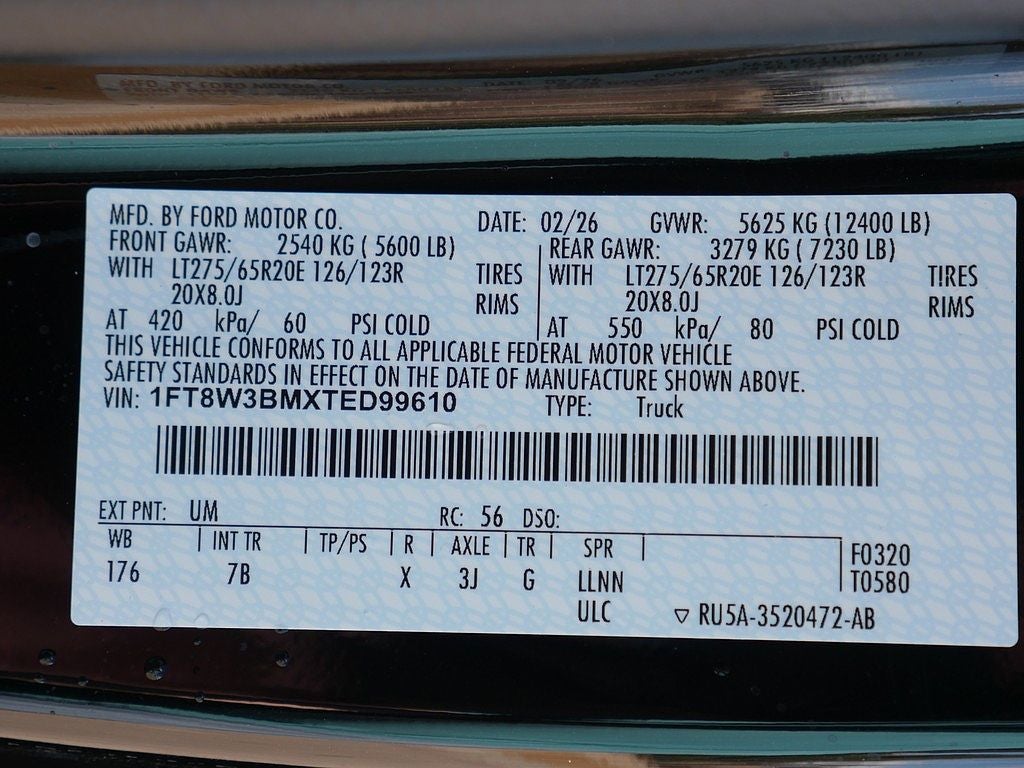 MFD. BY FORD MOTOR CO. DATE: 02/26 GVWR: 5625 KG (12400 LB)
FRONT GAWR: 2540 KG ( 5600 LB) REAR GAWR: 3279 KG ( 7230 LB)
WITH LT275/65R20E 126/123R TIRES WITH LT275/65R20E 126/123R TIRES
20X8.0J RIMS 20X8.0J RIMS
AT 420 kPa/ 60 PSI COLD AT 550 kPa/ 80 PSI COLD
THIS VEHICLE CONFORMS TO ALL APPLICABLE FEDERAL MOTOR VEHICLE
SAFETY STANDARDS IN EFFECT ON THE DATE OF MANUFACTURE SHOWN ABOVE.
VIN: 1FT8W3BMXTED99610 TYPE: Truck
EXT PNT: UM RC: 56 DSO:
WB INT TR TP/PS R AXLE TR SPR F0320
176 7B X 3J G LLNN T0580
ULC ▽ RU5A-3520472-AB